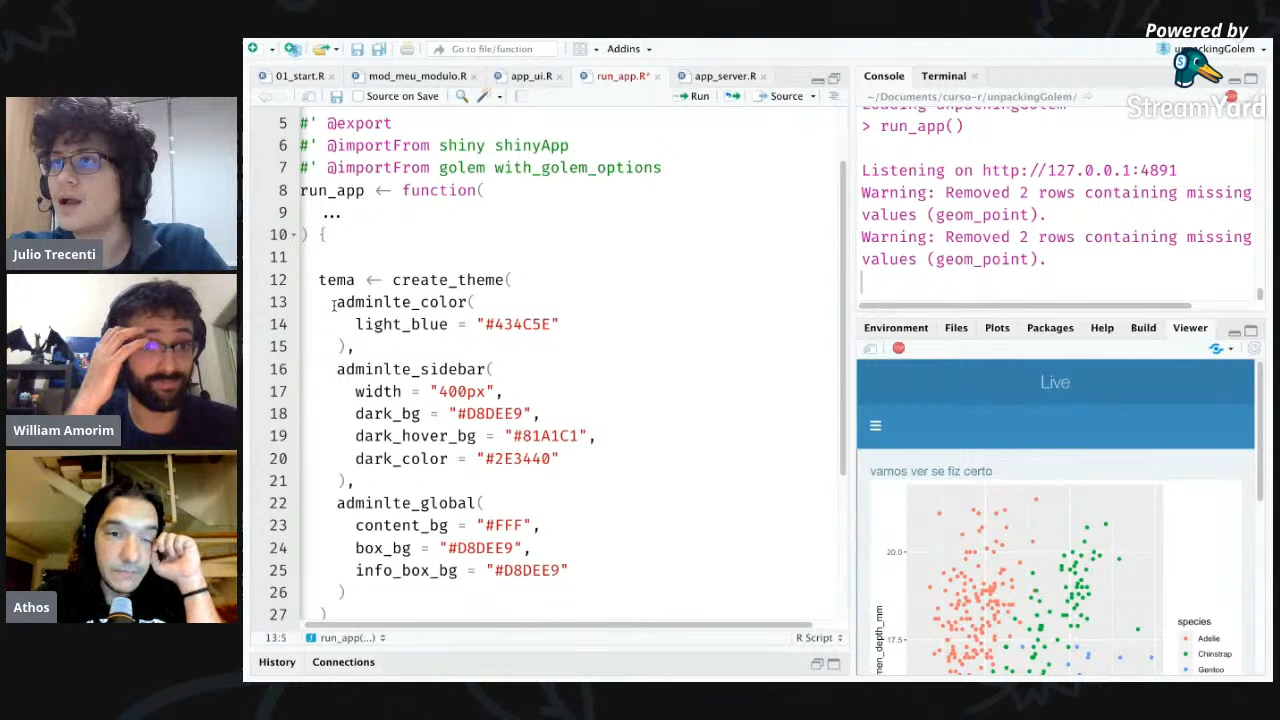 Powered by
StreamYard
Julio Trecenti
William Amorim
Athos
Go to file/function
Addins
unpackingGolem
01_start.R
mod_meu_modulo.R
app_ui.R
run_app.R*
app_server.R
Source on Save
Run
Source
5 #' @export
6 #' @importFrom shiny shinyApp
7 #' @importFrom golem with_golem_options
8 run_app <- function(
9 ...
10 ) {
11
12 tema <- create_theme(
13 adminlte_color(
14 light_blue = "#434C5E"
15 ),
16 adminlte_sidebar(
17 width = "400px",
18 dark_bg = "#D8DEE9",
19 dark_hover_bg = "#81A1C1",
20 dark_color = "#2E3440"
21 ),
22 adminlte_global(
23 content_bg = "#FFF",
24 box_bg = "#D8DEE9",
25 info_box_bg = "#D8DEE9"
26 )
27 )
13:5
run_app(...)
R Script
History
Connections
Console
Terminal
~/Documents/curso-r/unpackingGolem/
Loading unpackingGolem
> run_app()
Listening on http://127.0.0.1:4891
Warning: Removed 2 rows containing missing
values (geom_point).
Warning: Removed 2 rows containing missing
values (geom_point).
Environment
Files
Plots
Packages
Help
Build
Viewer
Live
vamos ver se fiz certo
20.0
17.5
species
Adelie
Chinstrap
Gentoo